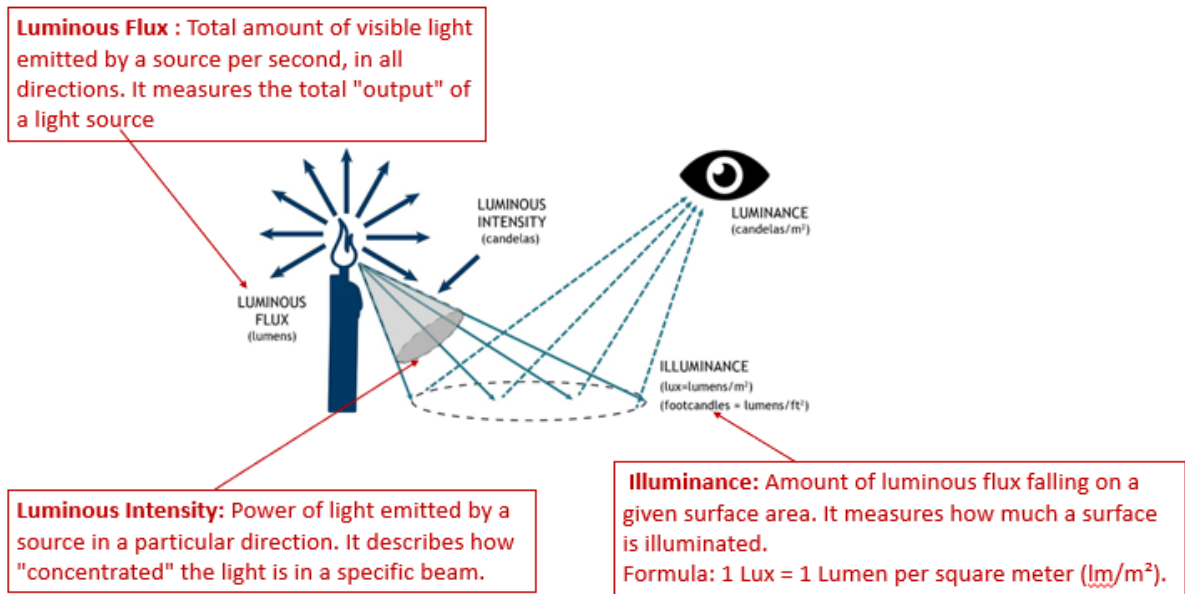 Luminous Flux : Total amount of visible light
emitted by a source per second, in all
directions. It measures the total "output" of
a light source
LUMINOUS
INTENSITY
(candelas)
LUMINANCE
(candelas/m²)
LUMINOUS
FLUX
(lumens)
ILLUMINANCE
(lux=lumens/m²)
(footcandles = lumens/ft²)
Luminous Intensity: Power of light emitted by a
source in a particular direction. It describes how
"concentrated" the light is in a specific beam.
Illuminance: Amount of luminous flux falling on a
given surface area. It measures how much a surface
is illuminated.
Formula: 1 Lux = 1 Lumen per square meter (lm/m²).